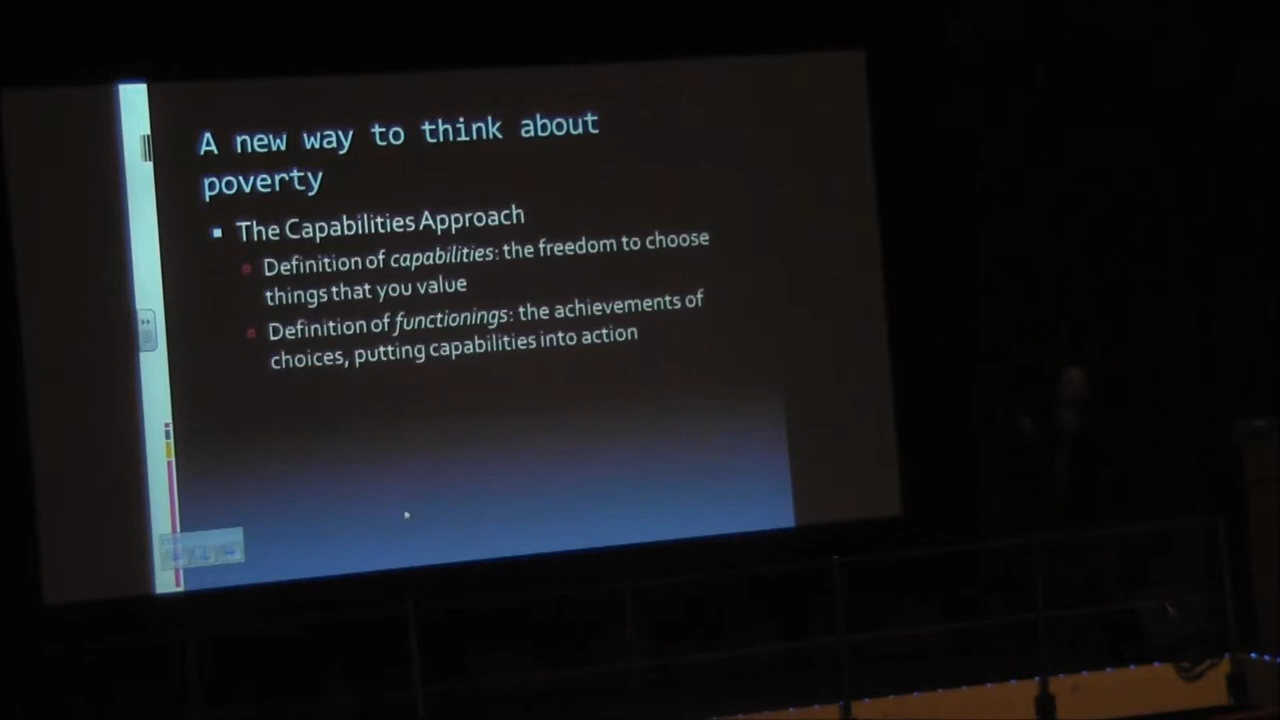 A new way to think about
poverty
The Capabilities Approach
Definition of capabilities: the freedom to choose
things that you value
Definition of functionings: the achievements of
choices, putting capabilities into action